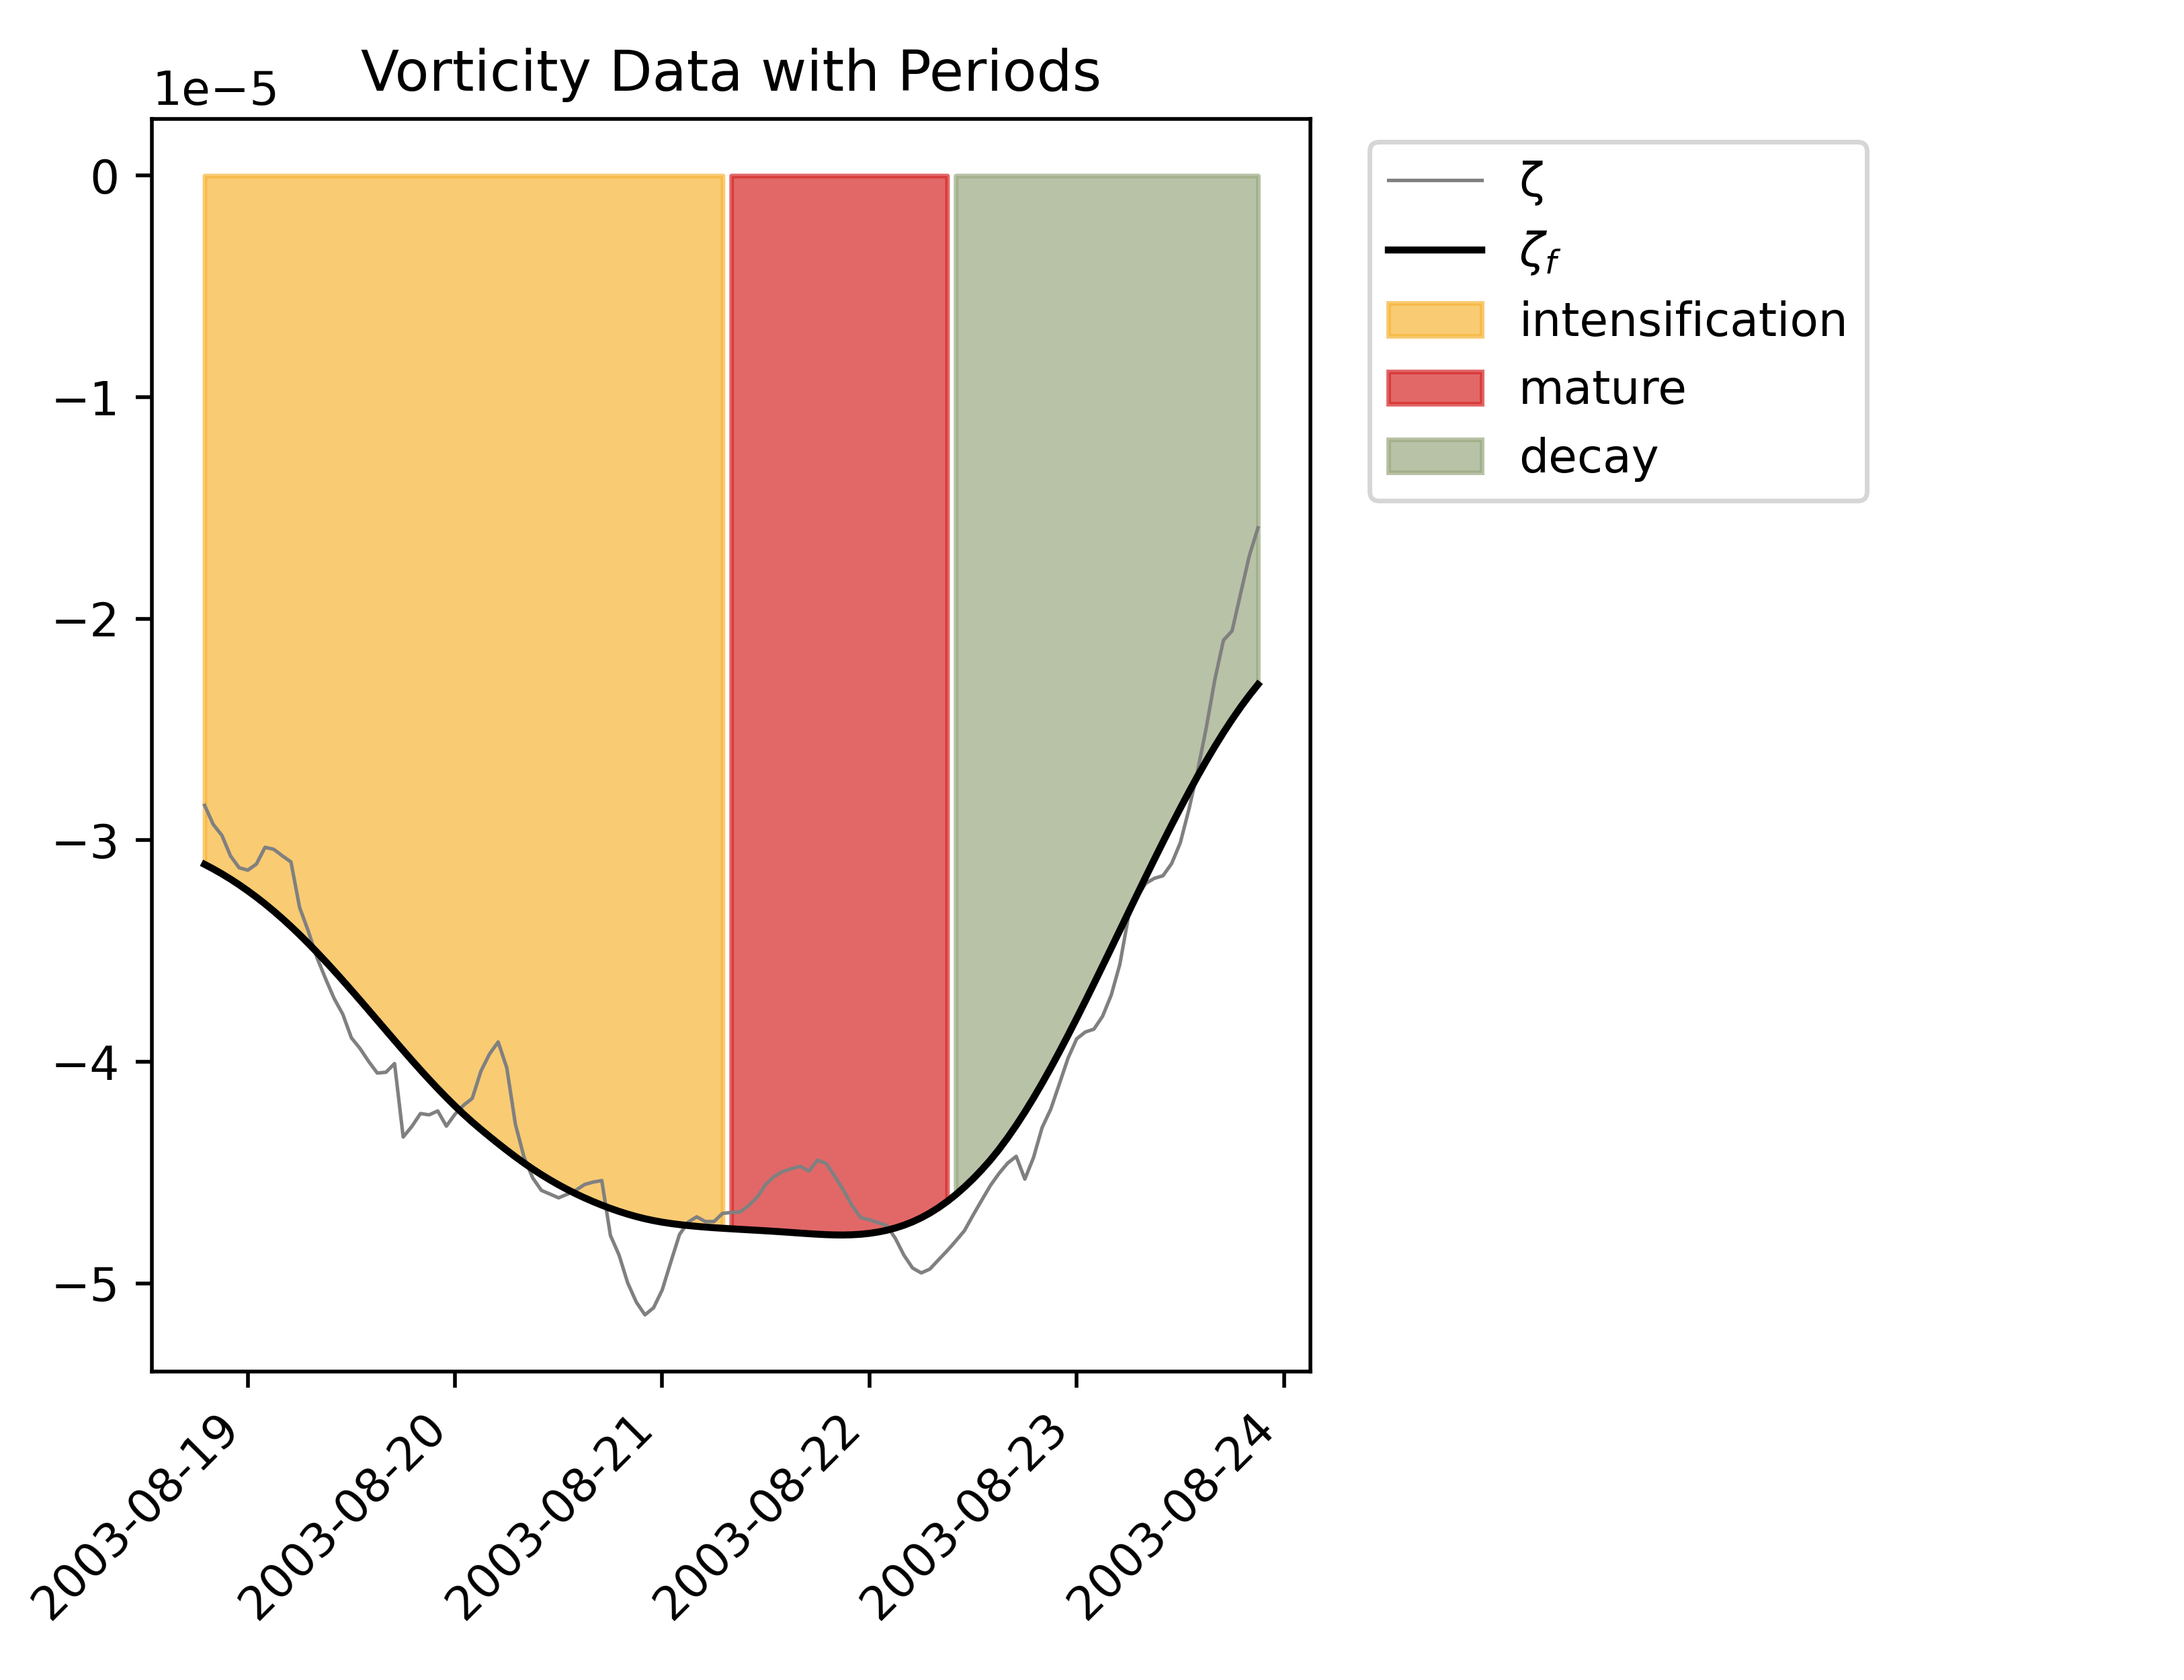 Vorticity Data with Periods
1e−5
0
−1
−2
−3
−4
−5
2003-08-19
2003-08-20
2003-08-21
2003-08-22
2003-08-23
2003-08-24
ζ
ζf
intensification
mature
decay